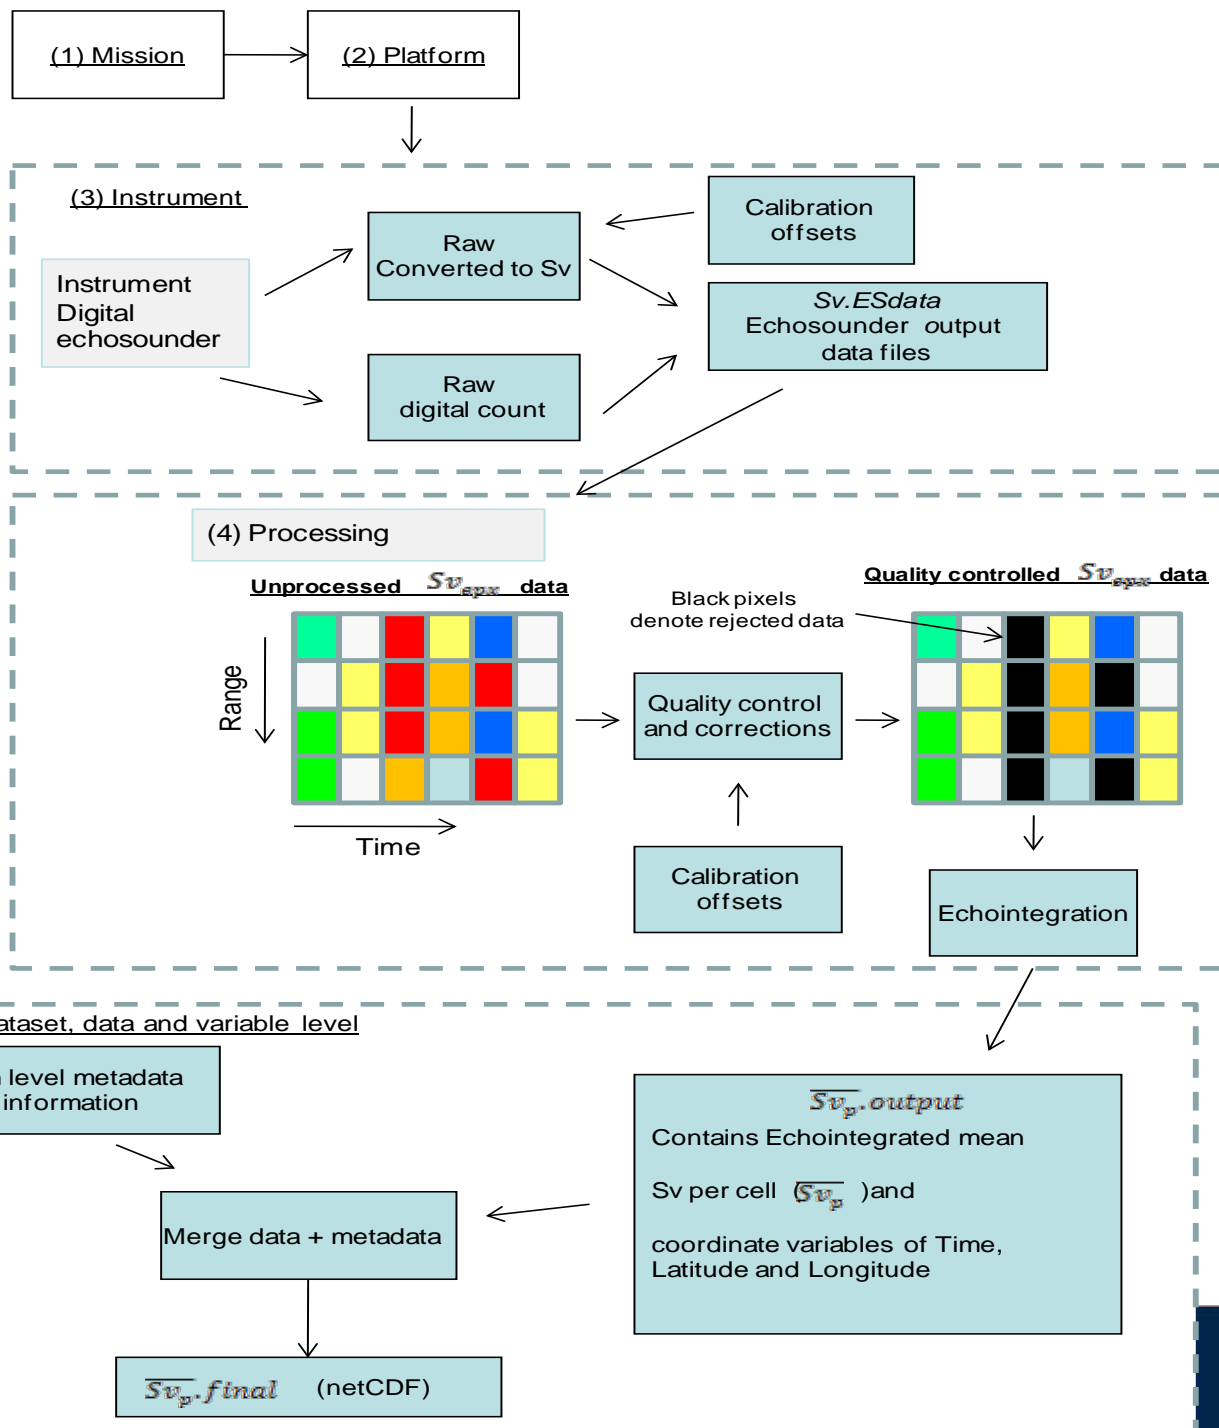 (1) Mission
(2) Platform
(3) Instrument
Calibration
offsets
Raw
Converted to Sv
Instrument
Digital
echosounder
Sv.ESdata
Echosounder output
data files
Raw
digital count
(4) Processing
Unprocessed Sv_epx data
Quality controlled Sv_epx data
Black pixels
denote rejected data
Range
Quality control
and corrections
Time
Calibration
offsets
Echointegration
dataset, data and variable level
level metadata
information
Sv_p.output
Contains Echointegrated mean
Sv per cell (Sv_p )and
coordinate variables of Time,
Latitude and Longitude
Merge data + metadata
Sv_p.final (netCDF)